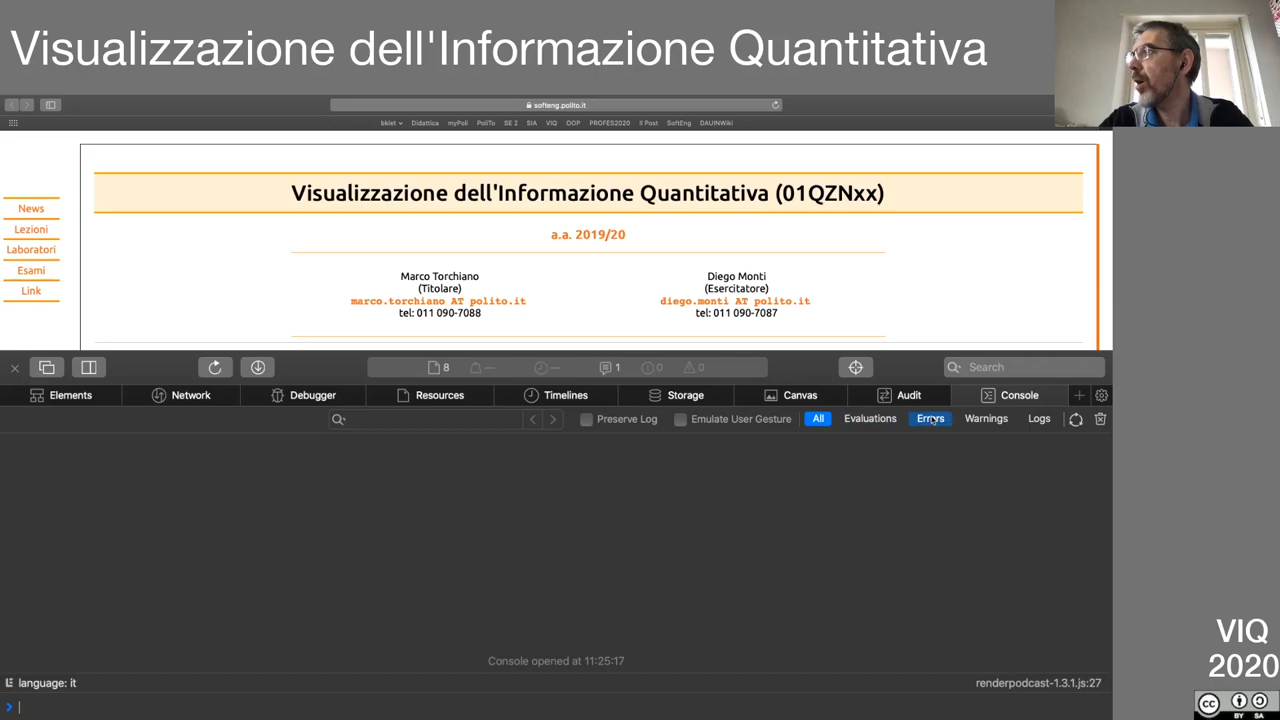 Visualizzazione dell'Informazione Quantitativa
softeng.polito.it
bklet Didattica myPoli PoliTo SE 2 SIA VIQ OOP PROFES2020 Il Post SoftEng DAUINWiki
Visualizzazione dell'Informazione Quantitativa (01QZNxx)
News
Lezioni
Laboratori
Esami
Link
a.a. 2019/20
Marco Torchiano
(Titolare)
marco.torchiano AT polito.it
tel: 011 090-7088
Diego Monti
(Esercitatore)
diego.monti AT polito.it
tel: 011 090-7087
8 — — 1 0 0 Search
Elements Network Debugger Resources Timelines Storage Canvas Audit Console
Preserve Log Emulate User Gesture All Evaluations Errors Warnings Logs
Console opened at 11:25:17
language: it renderpodcast-1.3.1.js:27
VIQ
2020
cc BY SA